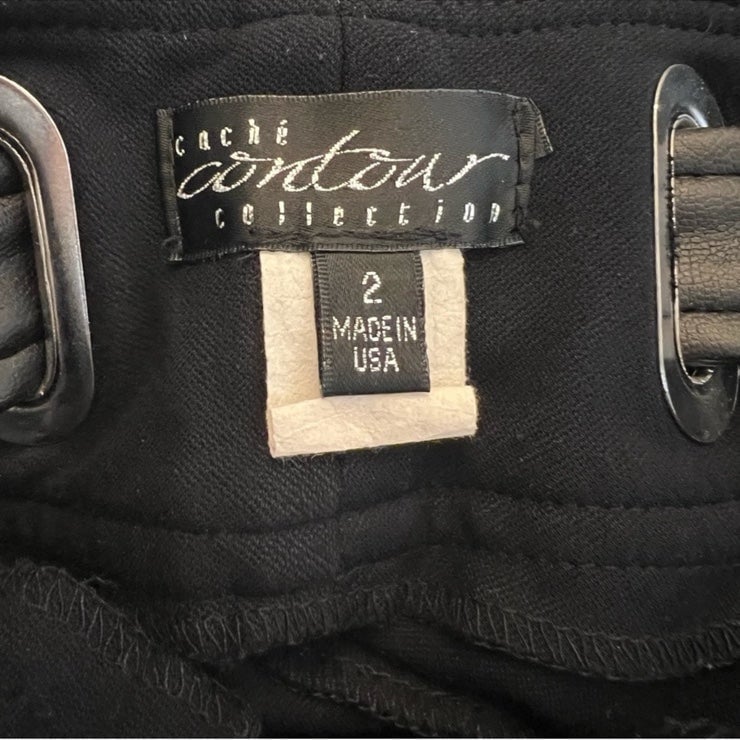 caché
contour
collection
2
MADE IN
USA